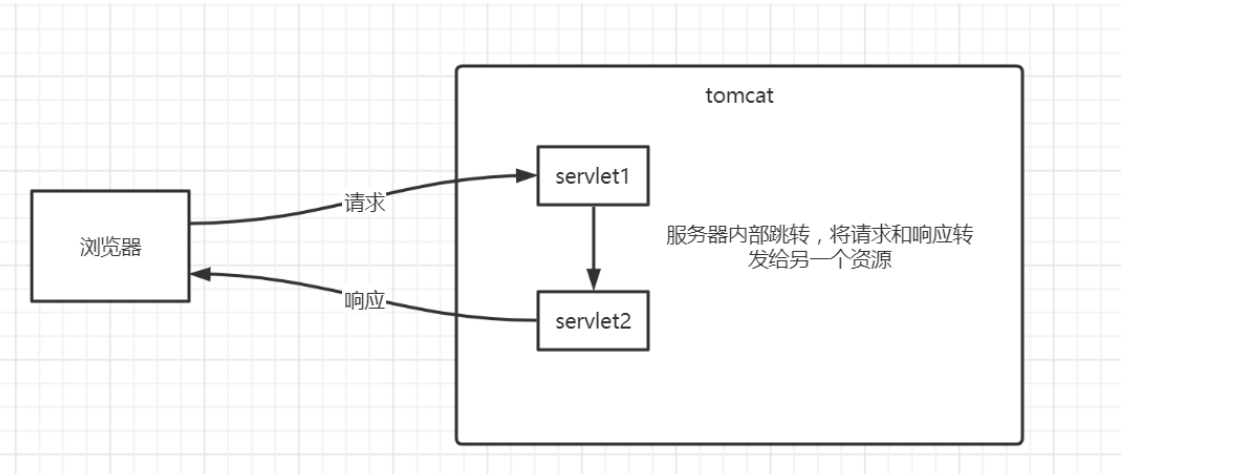 tomcat
servlet1
请求
浏览器
服务器内部跳转，将请求和响应转
发给另一个资源
响应
servlet2